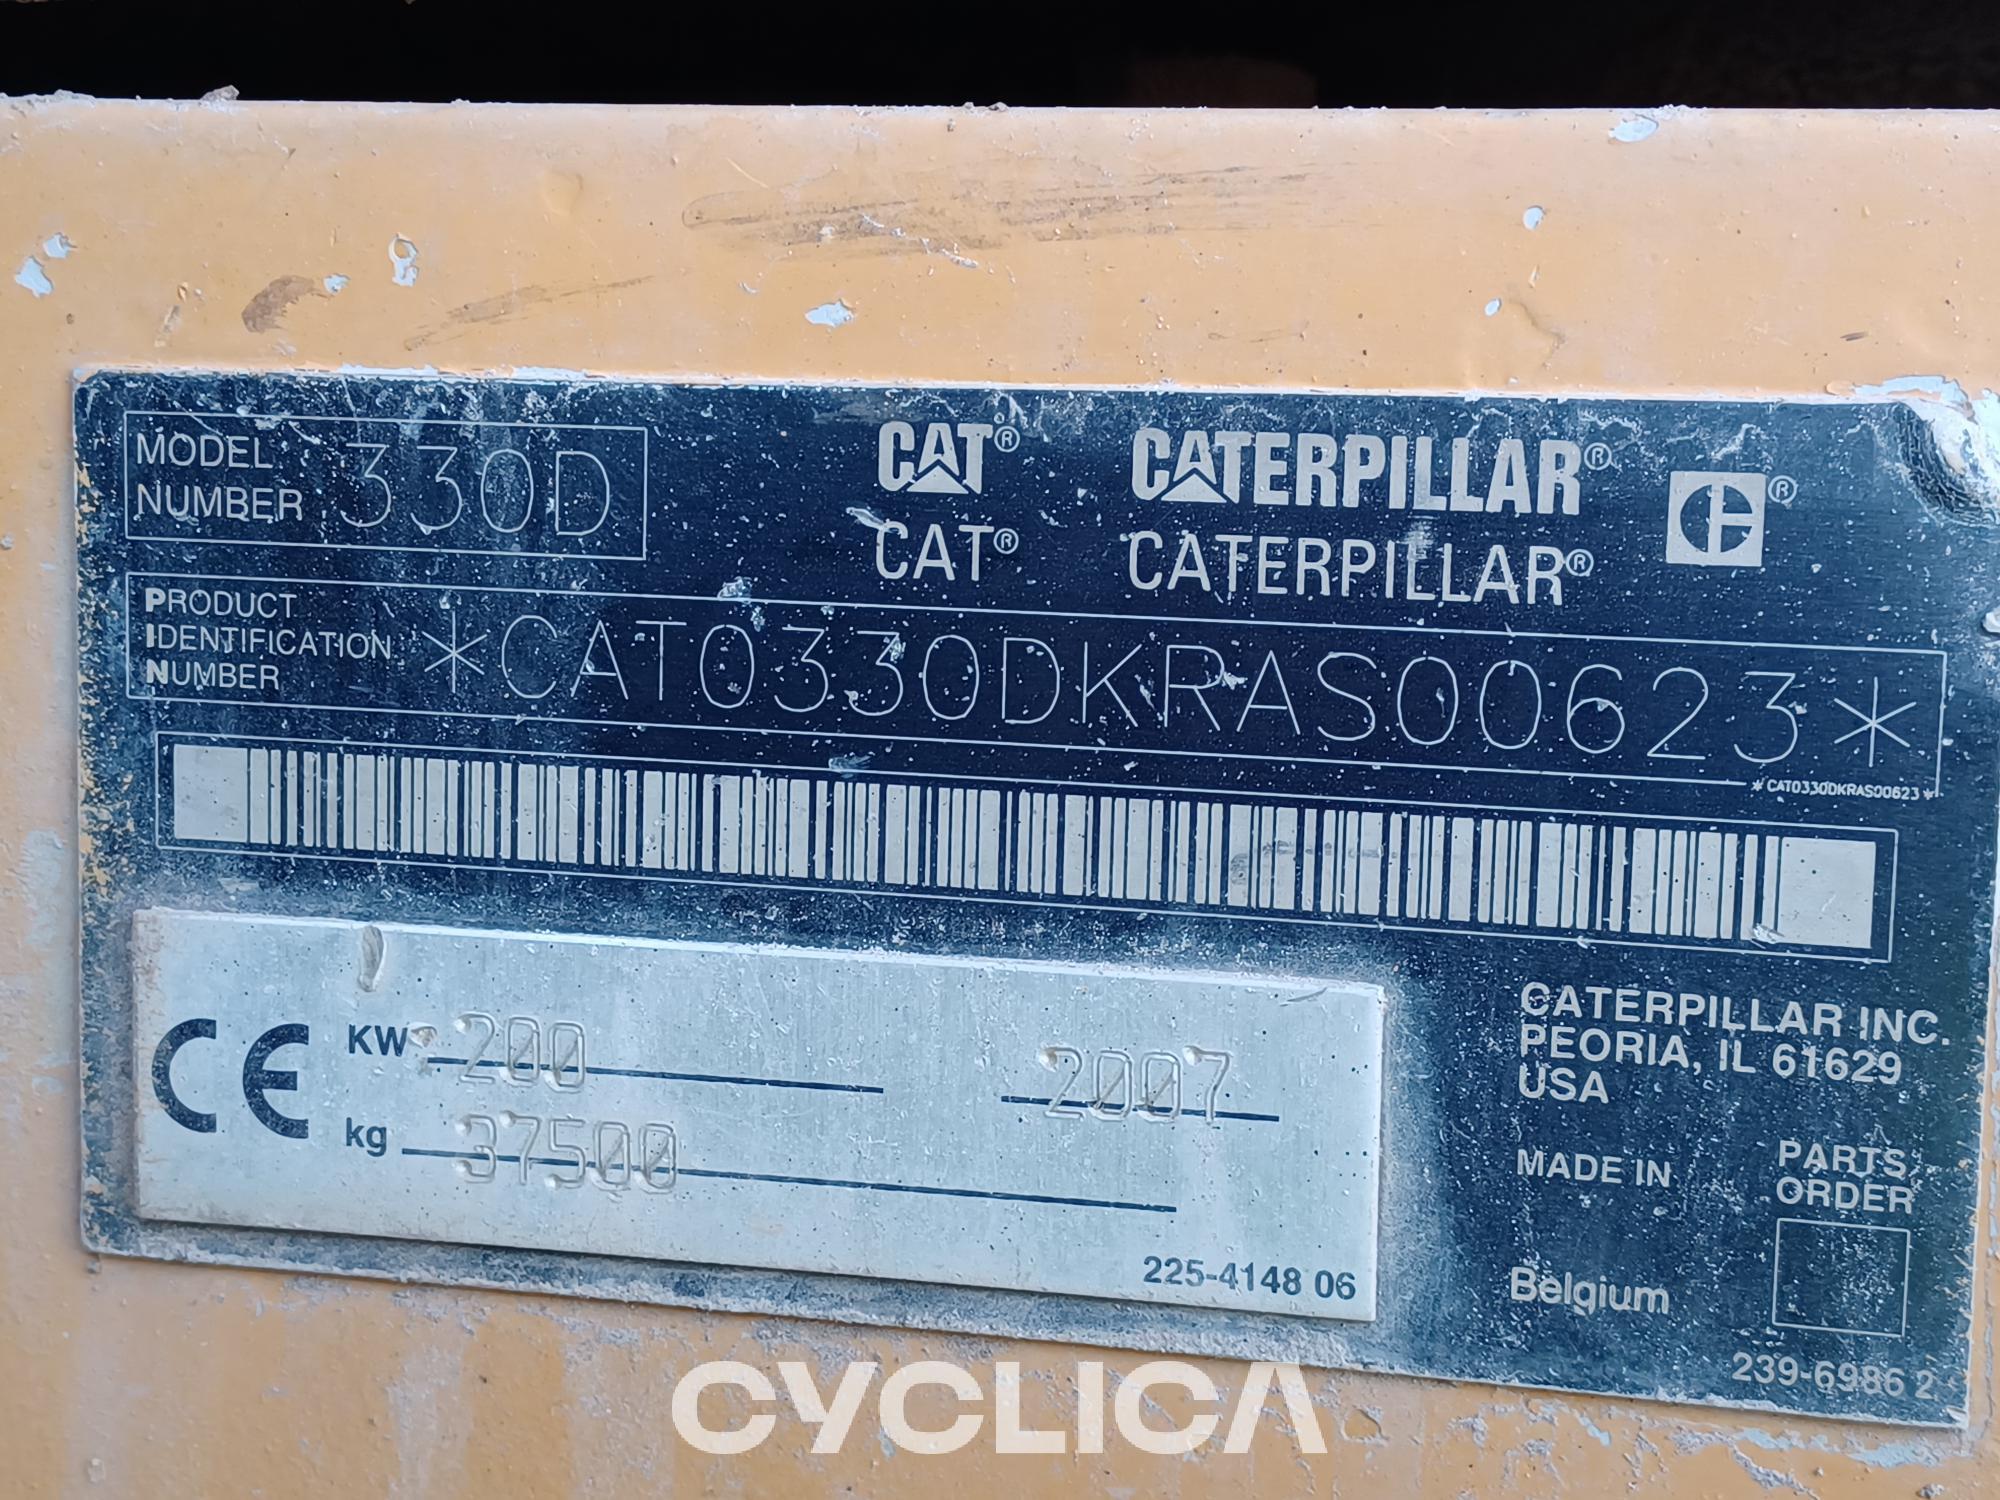 MODEL NUMBER 330D
CAT® CATERPILLAR® ®
CAT® CATERPILLAR®
PRODUCT IDENTIFICATION NUMBER *CAT0330DKRAS00623*
*CAT0330DKRAS00623*
CE KW 200 2007
kg 37500
225-4148 06
CATERPILLAR INC.
PEORIA, IL 61629
USA
MADE IN
PARTS ORDER
Belgium
239-6986 2
CYCLICA